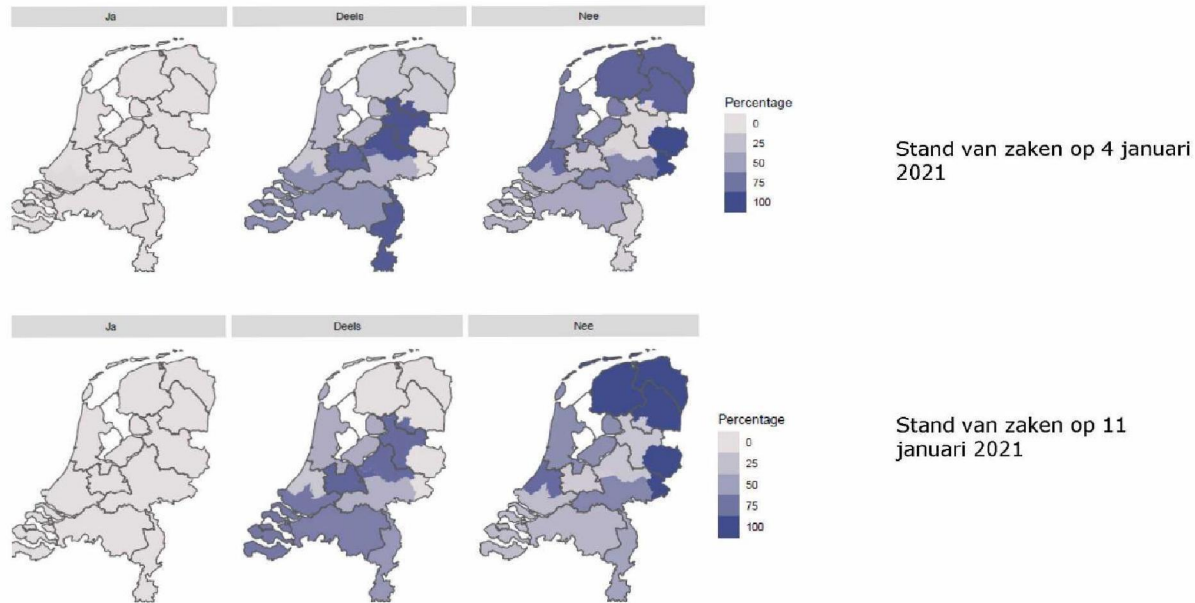 Ja
Deels
Nee
Percentage
0
25
50
75
100
Stand van zaken op 4 januari
2021
Ja
Deels
Nee
Percentage
0
25
50
75
100
Stand van zaken op 11
januari 2021